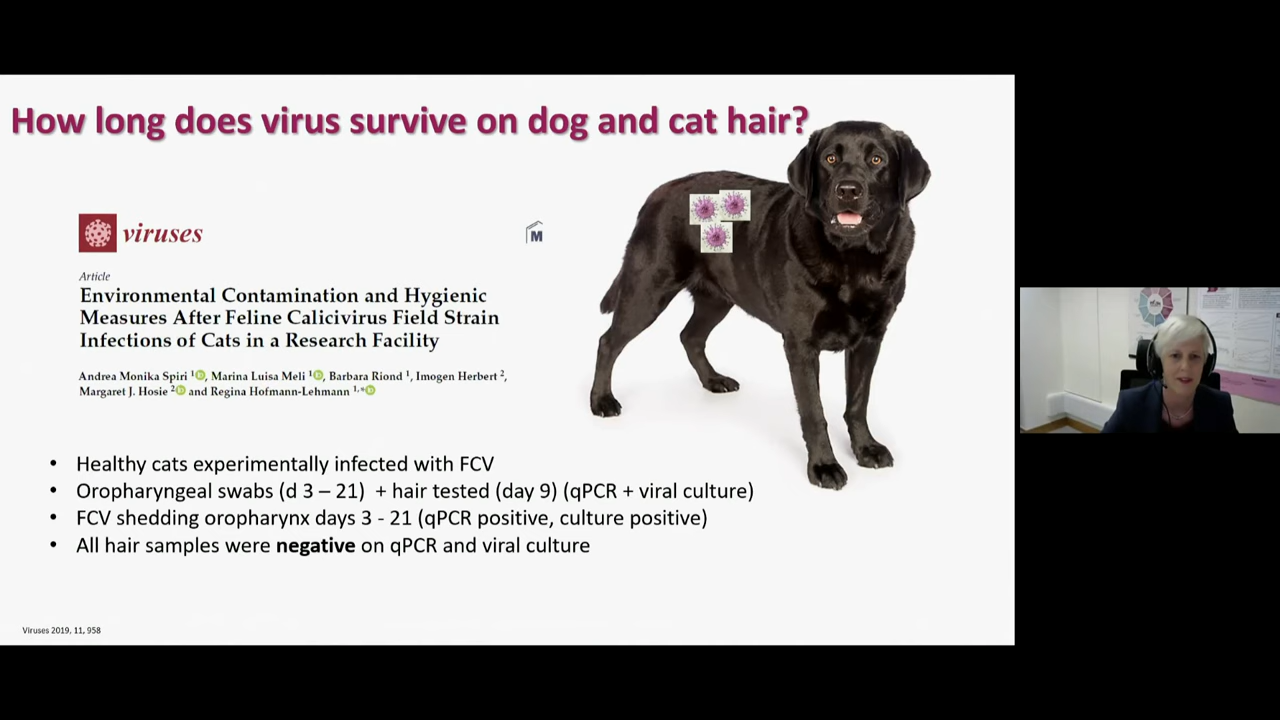 How long does virus survive on dog and cat hair?
viruses
M
Article
Environmental Contamination and Hygienic
Measures After Feline Calicivirus Field Strain
Infections of Cats in a Research Facility
Andrea Monika Spiri 1, Marina Luisa Meli 1, Barbara Riond 1, Imogen Herbert 2,
Margaret J. Hosie 2 and Regina Hofmann-Lehmann 1,*
• Healthy cats experimentally infected with FCV
• Oropharyngeal swabs (d 3 – 21) + hair tested (day 9) (qPCR + viral culture)
• FCV shedding oropharynx days 3 - 21 (qPCR positive, culture positive)
• All hair samples were negative on qPCR and viral culture
Viruses 2019, 11, 958